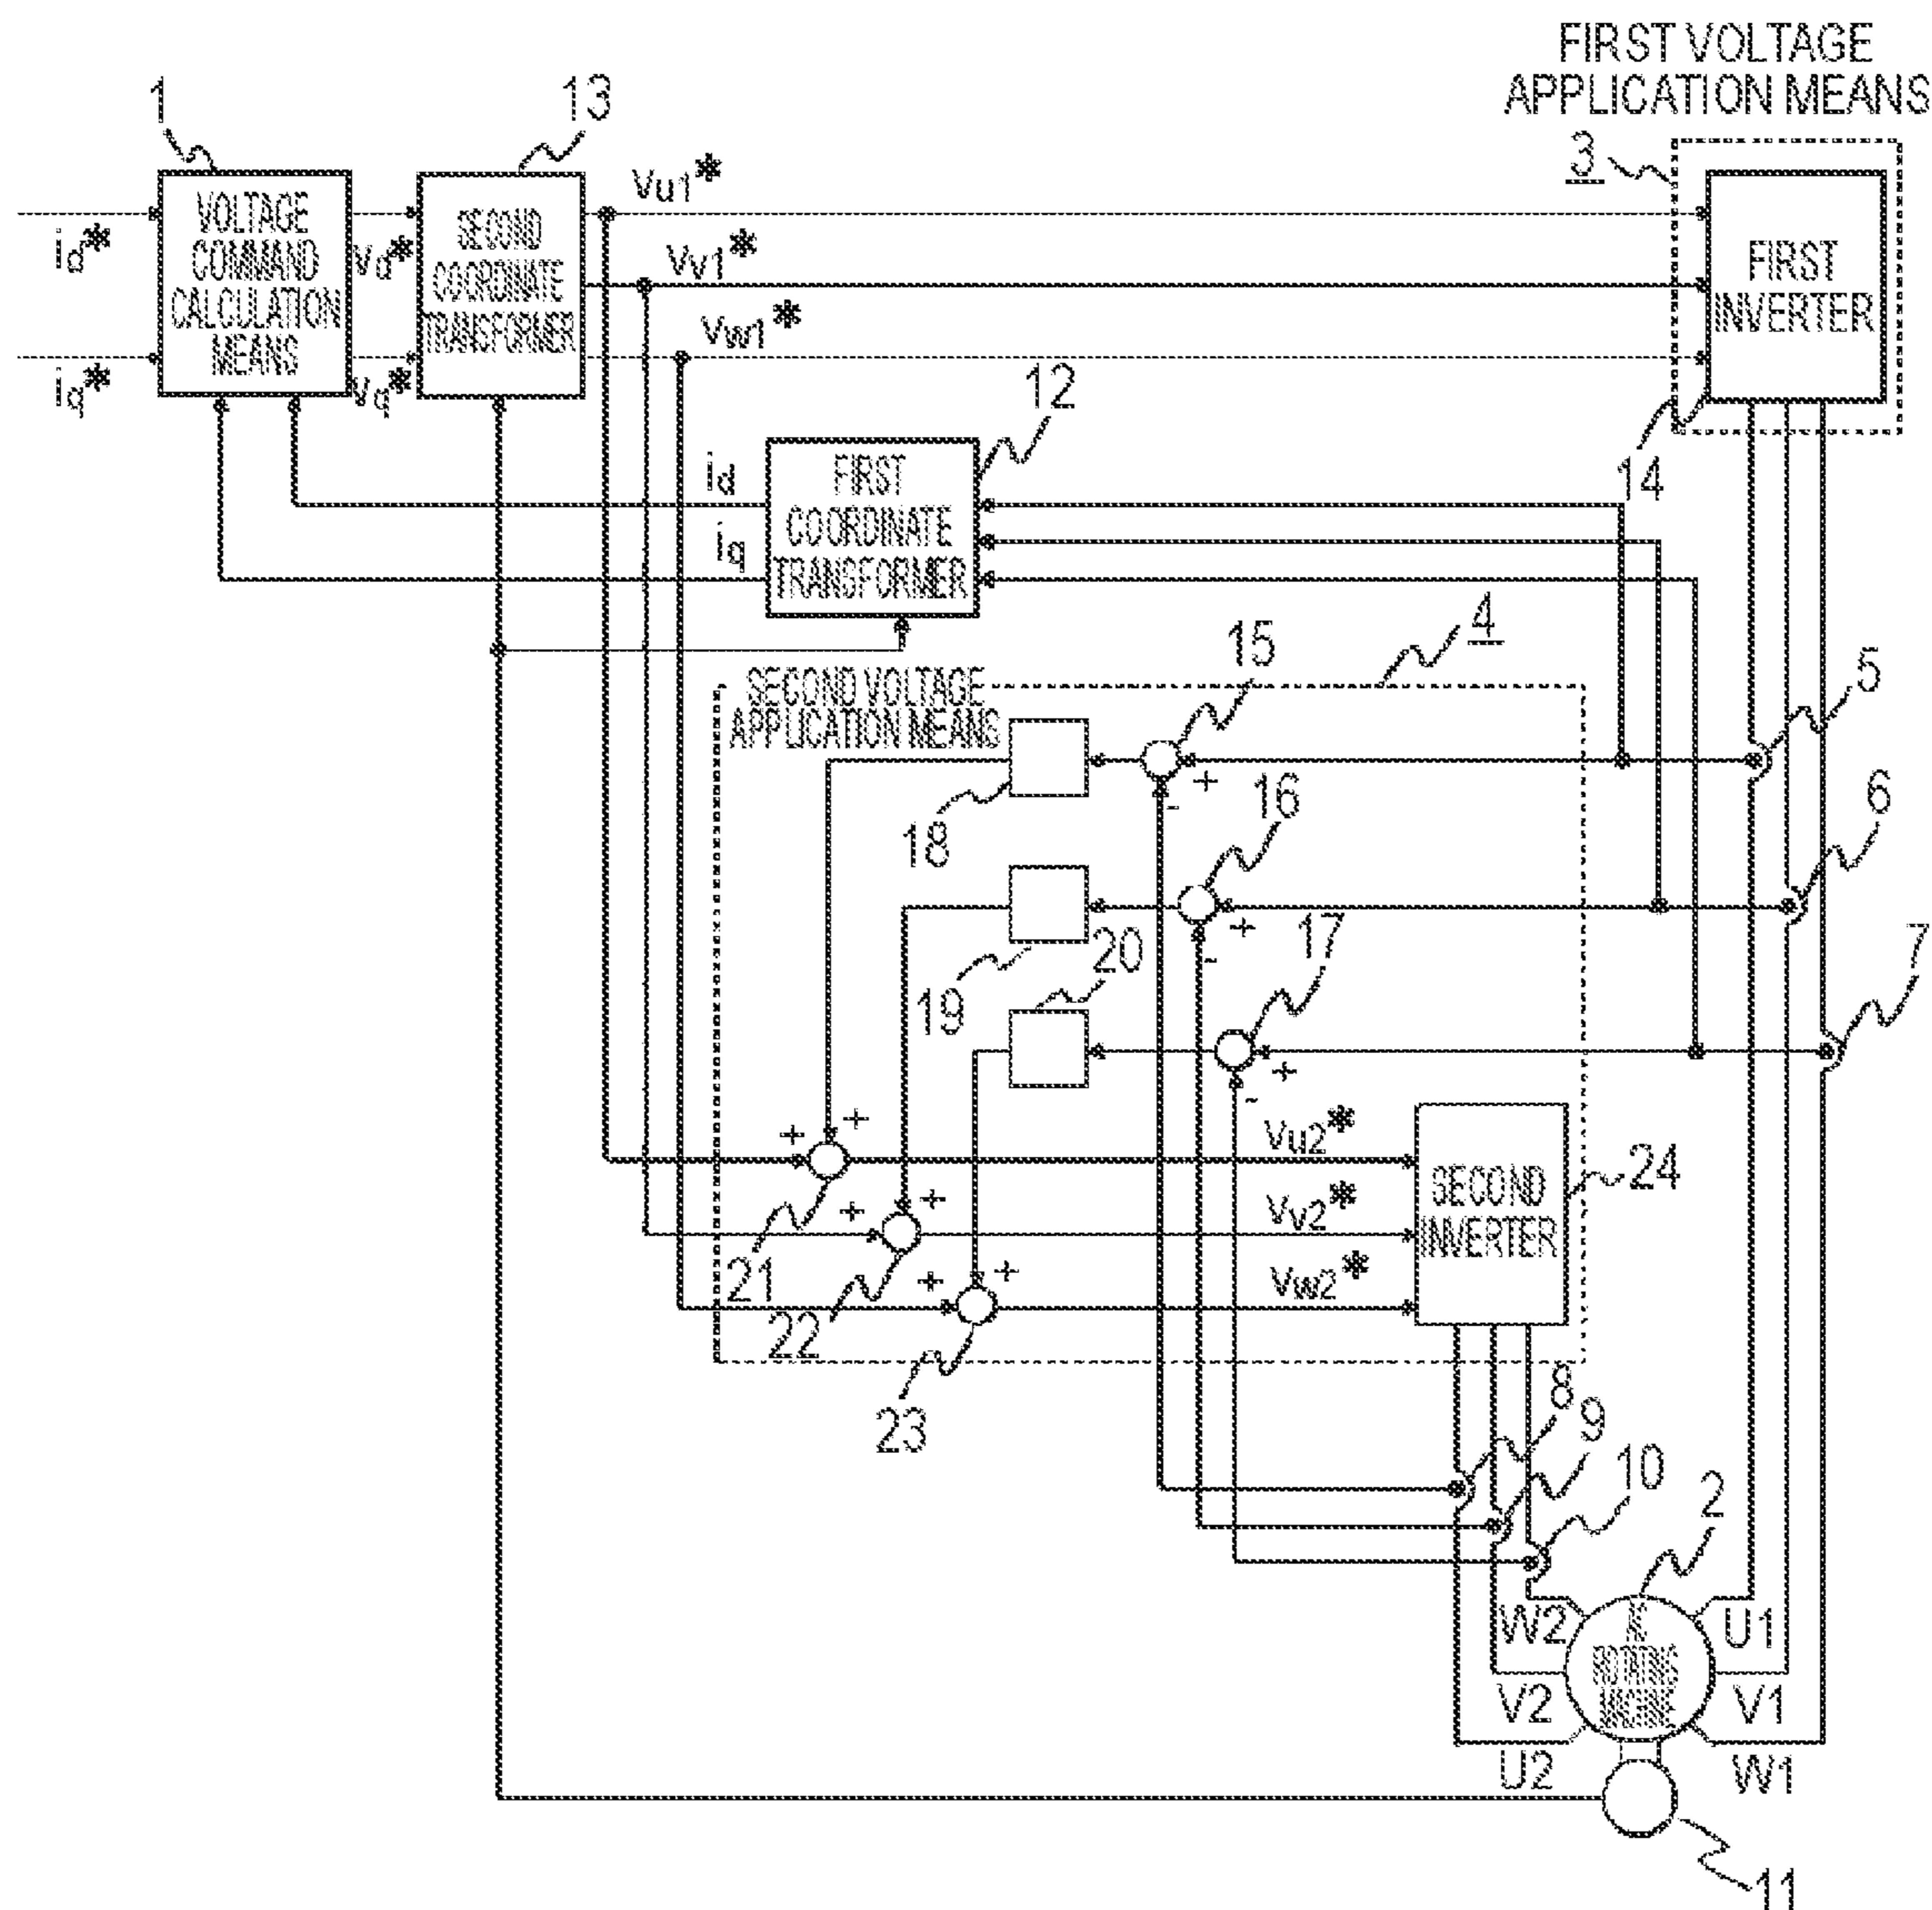 FIRST VOLTAGE
APPLICATION MEANS
1
13
3
VOLTAGE
COMMAND
CALCULATION
MEANS
SECOND
COORDINATE
TRANSFORMER
FIRST
INVERTER
id*
iq*
Vd*
Vq*
Vu1*
Vv1*
Vw1*
12
14
id
iq
FIRST
COORDINATE
TRANSFORMER
4
15
5
SECOND VOLTAGE
APPLICATION MEANS
+
-
18
16
6
+
-
19
20
17
7
+
-
+
+
21
+
+
22
+
+
23
Vu2*
Vv2*
Vw2*
SECOND
INVERTER
24
8
9
10
2
W2
U1
AC
ROTATING
MACHINE
V2
V1
U2
W1
11